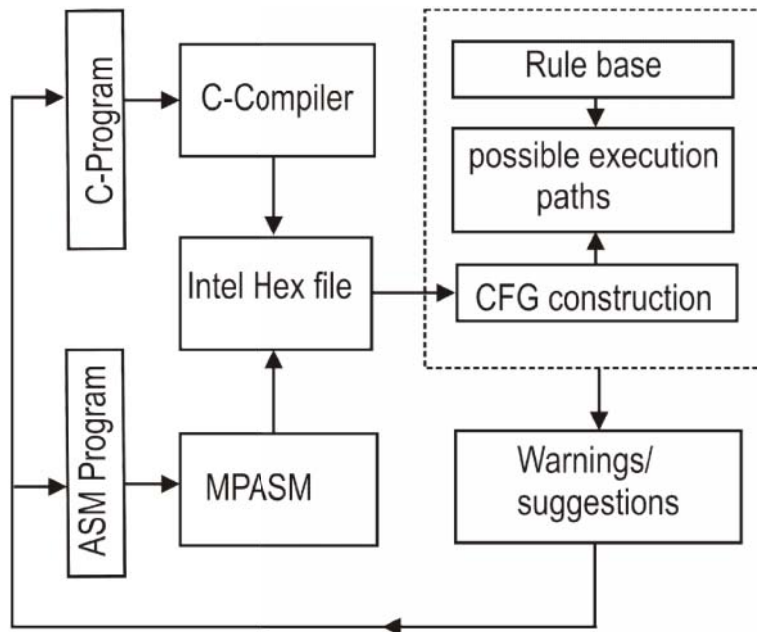 C-Program
C-Compiler
Rule base
possible execution
paths
Intel Hex file
CFG construction
ASM Program
MPASM
Warnings/
suggestions